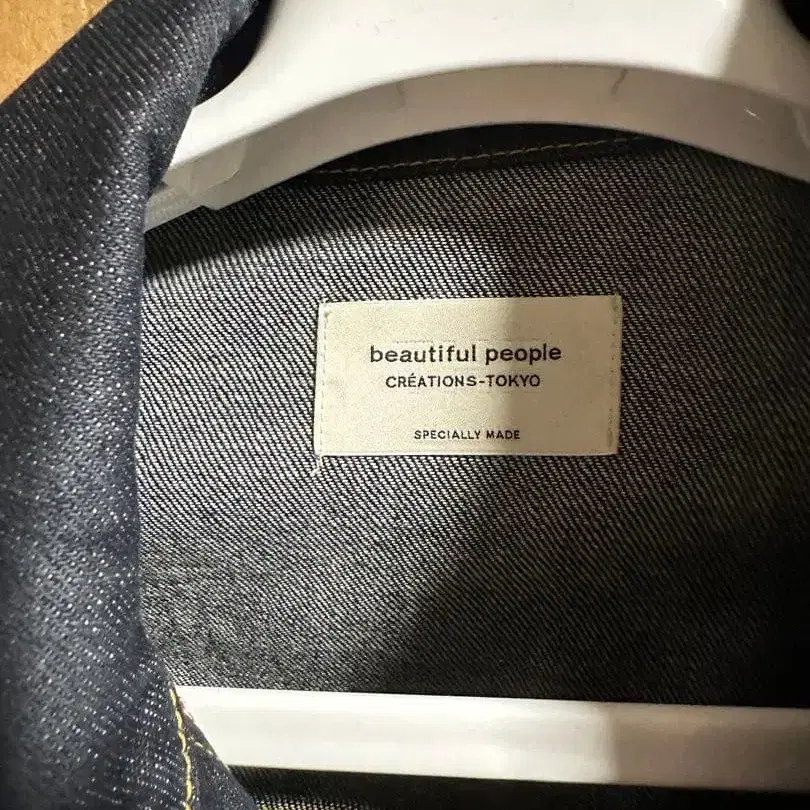 beautiful people
CRÉATIONS-TOKYO
SPECIALLY MADE